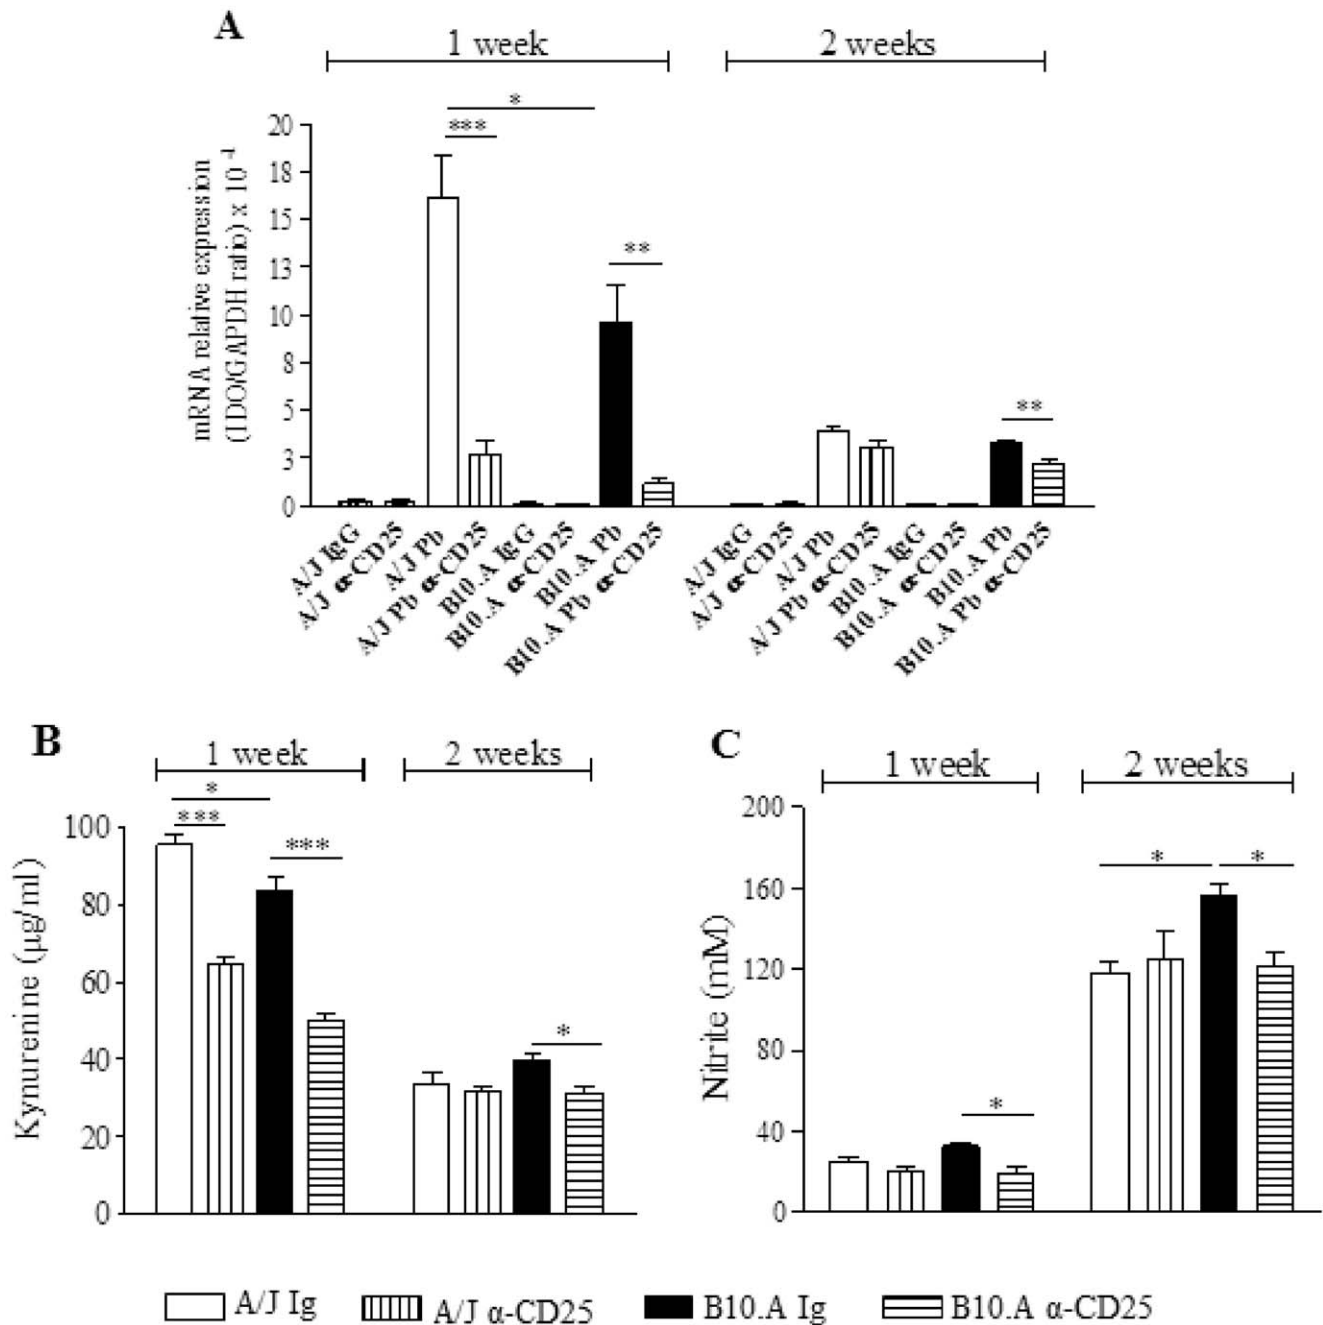 A
1 week
2 weeks
*
***
**
**
mRNA relative expression
(IDO/GAPDH ratio) x 10 -4
20
18
15
13
10
8
5
3
0
A/J IgG
A/J α-CD25
A/J Pb
A/J Pb α-CD25
B10.A IgG
B10.A α-CD25
B10.A Pb
B10.A Pb α-CD25
A/J IgG
A/J α-CD25
A/J Pb
A/J Pb α-CD25
B10.A IgG
B10.A α-CD25
B10.A Pb
B10.A Pb α-CD25
B
1 week
2 weeks
*
***
***
*
Kynurenine (µg/ml)
100
80
60
40
20
0
C
1 week
2 weeks
*
*
*
Nitrite (mM)
200
160
120
80
40
0
A/J Ig
A/J α-CD25
B10.A Ig
B10.A α-CD25